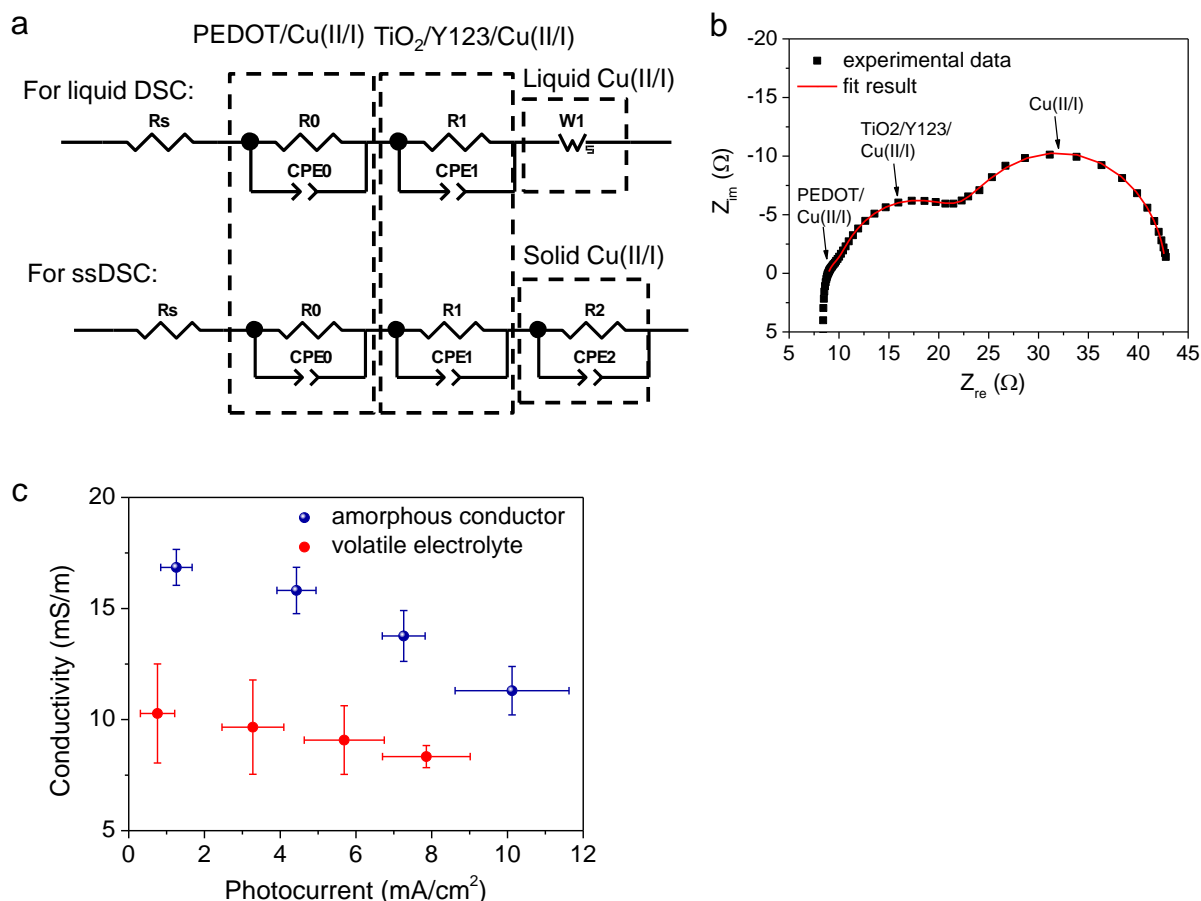 a
PEDOT/Cu(II/I) TiO2/Y123/Cu(II/I)
For liquid DSC:
Liquid Cu(II/I)
Rs
R0
R1
W1
s
CPE0
CPE1
For ssDSC:
Solid Cu(II/I)
Rs
R0
R1
R2
CPE0
CPE1
CPE2
b
-20
-15
-10
-5
0
5
Zim (Ω)
experimental data
fit result
Cu(II/I)
TiO2/Y123/
Cu(II/I)
PEDOT/
Cu(II/I)
5 10 15 20 25 30 35 40 45
Zre (Ω)
c
20
15
10
5
Conductivity (mS/m)
amorphous conductor
volatile electrolyte
0 2 4 6 8 10 12
Photocurrent (mA/cm²)